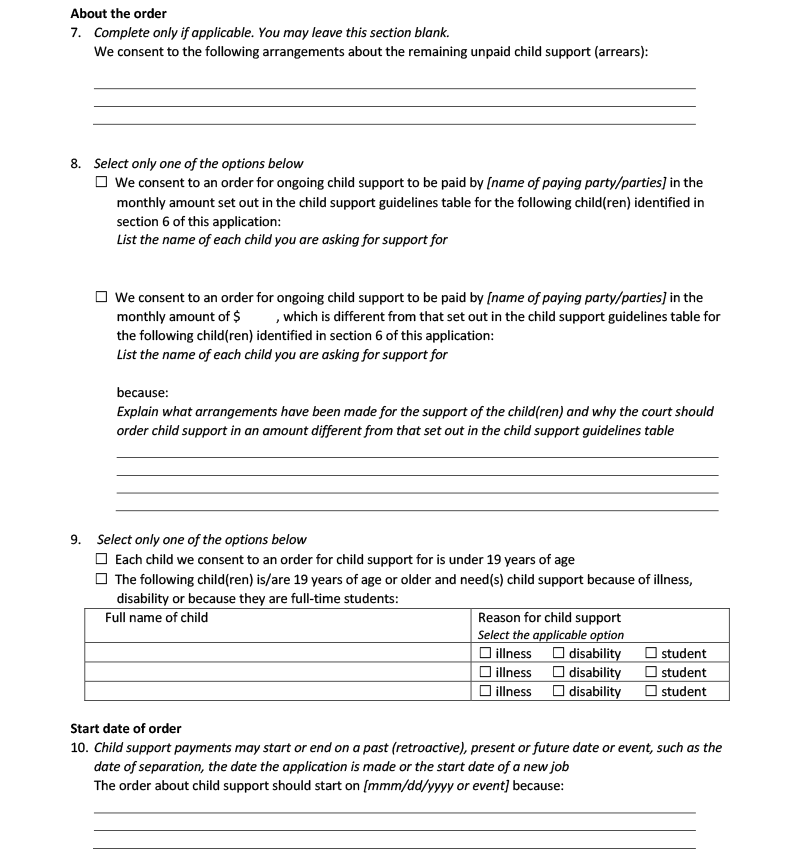 About the order
7. Complete only if applicable. You may leave this section blank.
We consent to the following arrangements about the remaining unpaid child support (arrears):
8. Select only one of the options below
☐ We consent to an order for ongoing child support to be paid by [name of paying party/parties] in the
monthly amount set out in the child support guidelines table for the following child(ren) identified in
section 6 of this application:
List the name of each child you are asking for support for
☐ We consent to an order for ongoing child support to be paid by [name of paying party/parties] in the
monthly amount of $ , which is different from that set out in the child support guidelines table for
the following child(ren) identified in section 6 of this application:
List the name of each child you are asking for support for
because:
Explain what arrangements have been made for the support of the child(ren) and why the court should
order child support in an amount different from that set out in the child support guidelines table
9. Select only one of the options below
☐ Each child we consent to an order for child support for is under 19 years of age
☐ The following child(ren) is/are 19 years of age or older and need(s) child support because of illness,
disability or because they are full-time students:
Full name of child Reason for child support
Select the applicable option
☐ illness ☐ disability ☐ student
☐ illness ☐ disability ☐ student
☐ illness ☐ disability ☐ student
Start date of order
10. Child support payments may start or end on a past (retroactive), present or future date or event, such as the
date of separation, the date the application is made or the start date of a new job
The order about child support should start on [mmm/dd/yyyy or event] because: